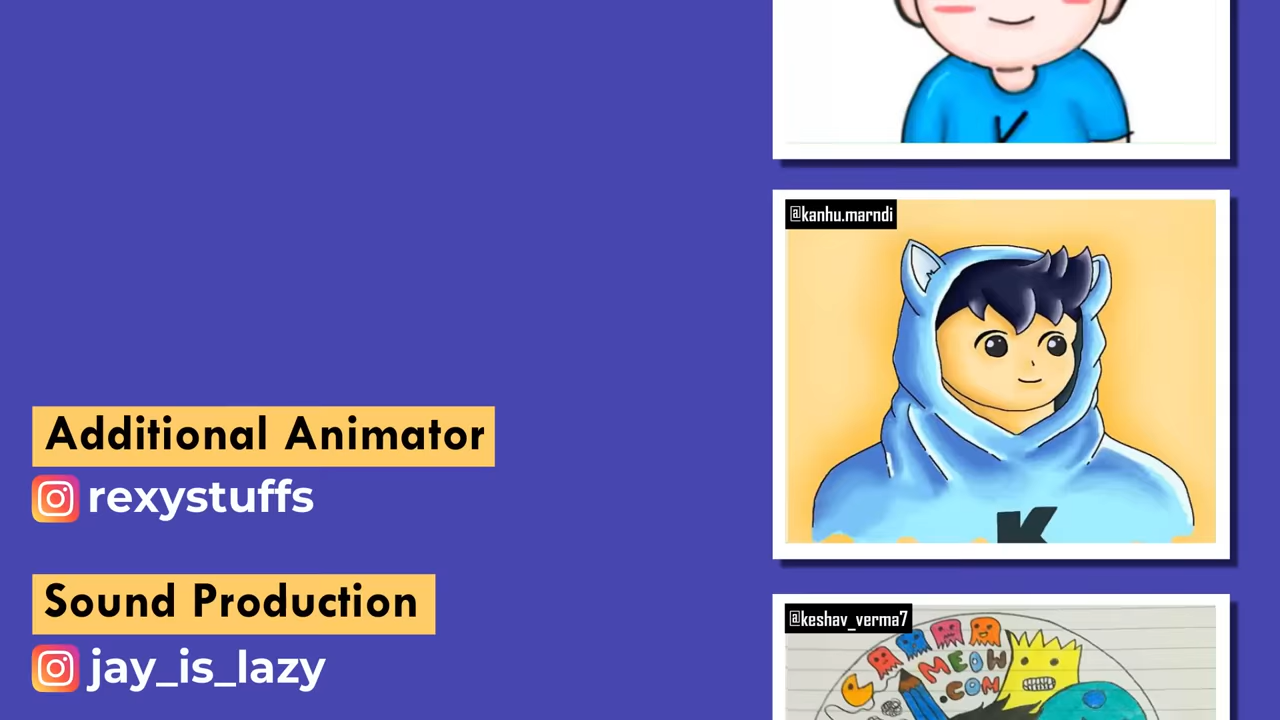 K
@kanhu.marndi
K
Additional Animator
rexystuffs
Sound Production
jay_is_lazy
@keshav_verma7
MEOW
.COM